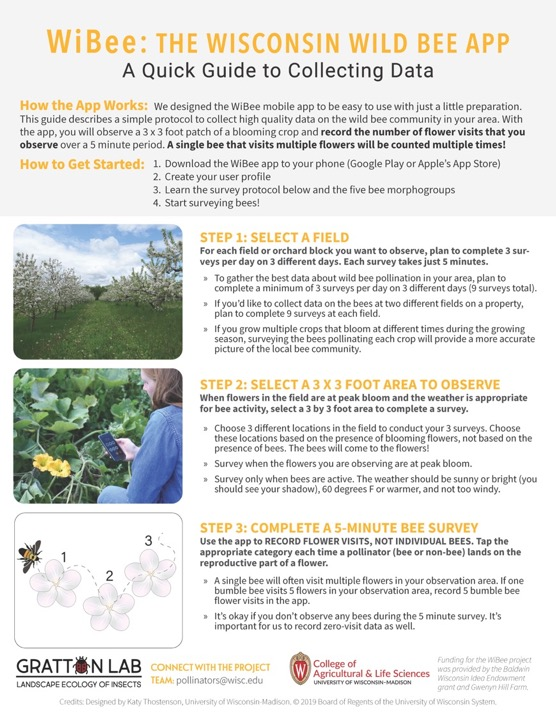 WiBee: THE WISCONSIN WILD BEE APP
A Quick Guide to Collecting Data
How the App Works: We designed the WiBee mobile app to be easy to use with just a little preparation.
This guide describes a simple protocol to collect high quality data on the wild bee community in your area. With
the app, you will observe a 3 x 3 foot patch of a blooming crop and record the number of flower visits that you
observe over a 5 minute period. A single bee that visits multiple flowers will be counted multiple times!
How to Get Started: 1. Download the WiBee app to your phone (Google Play or Apple's App Store)
2. Create your user profile
3. Learn the survey protocol below and the five bee morphogroups
4. Start surveying bees!
STEP 1: SELECT A FIELD
For each field or orchard block you want to observe, plan to complete 3 sur-
veys per day on 3 different days. Each survey takes just 5 minutes.
» To gather the best data about wild bee pollination in your area, plan to
complete a minimum of 3 surveys per day on 3 different days (9 surveys total).
» If you'd like to collect data on the bees at two different fields on a property,
plan to complete 9 surveys at each field.
» If you grow multiple crops that bloom at different times during the growing
season, surveying the bees pollinating each crop will provide a more accurate
picture of the local bee community.
STEP 2: SELECT A 3 X 3 FOOT AREA TO OBSERVE
When flowers in the field are at peak bloom and the weather is appropriate
for bee activity, select a 3 by 3 foot area to complete a survey.
» Choose 3 different locations in the field to conduct your 3 surveys. Choose
these locations based on the presence of blooming flowers, not based on the
presence of bees. The bees will come to the flowers!
» Survey when the flowers you are observing are at peak bloom.
» Survey only when bees are active. The weather should be sunny or bright (you
should see your shadow), 60 degrees F or warmer, and not too windy.
1
2
3
STEP 3: COMPLETE A 5-MINUTE BEE SURVEY
Use the app to RECORD FLOWER VISITS, NOT INDIVIDUAL BEES. Tap the
appropriate category each time a pollinator (bee or non-bee) lands on the
reproductive part of a flower.
» A single bee will often visit multiple flowers in your observation area. If one
bumble bee visits 5 flowers in your observation area, record 5 bumble bee
flower visits in the app.
» It's okay if you don't observe any bees during the 5 minute survey. It's
important for us to record zero-visit data as well.
GRATTON LAB
LANDSCAPE ECOLOGY OF INSECTS
CONNECT WITH THE PROJECT
TEAM: pollinators@wisc.edu
College of
Agricultural & Life Sciences
UNIVERSITY OF WISCONSIN–MADISON
Funding for the WiBee project
was provided by the Baldwin
Wisconsin Idea Endowment
grant and Gwenyn Hill Farm.
Credits: Designed by Katy Thostenson, University of Wisconsin-Madison. © 2019 Board of Regents of the University of Wisconsin System.